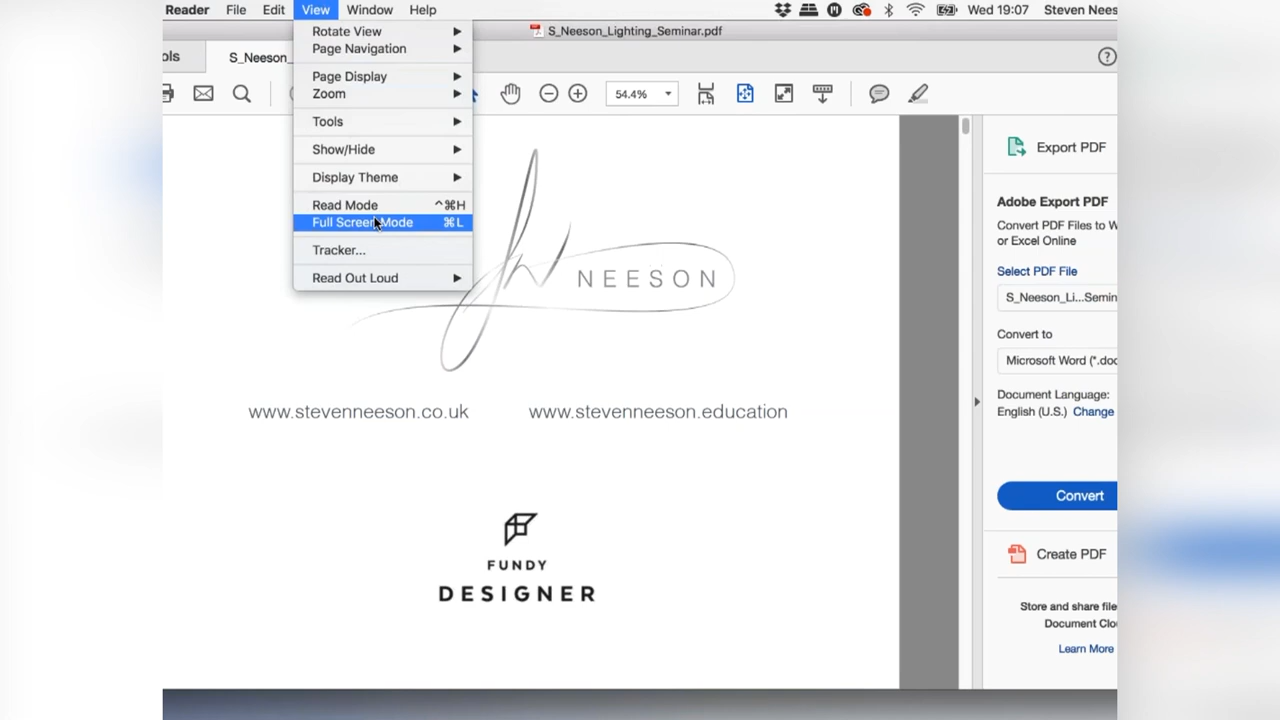 Reader File Edit View Window Help Wed 19:07 Steven Nees
S_Neeson_Lighting_Seminar.pdf
ols S_Neeson_
54.4%
Rotate View
Page Navigation
Page Display
Zoom
Tools
Show/Hide
Display Theme
Read Mode ^⌘H
Full Screen Mode ⌘L
Tracker...
Read Out Loud
NEESON
www.stevenneeson.co.uk www.stevenneeson.education
FUNDY
DESIGNER
Export PDF
Adobe Export PDF
Convert PDF Files to W
or Excel Online
Select PDF File
S_Neeson_Li...Semin
Convert to
Microsoft Word (*.doc
Document Language:
English (U.S.) Change
Convert
Create PDF
Store and share file
Document Clo
Learn More